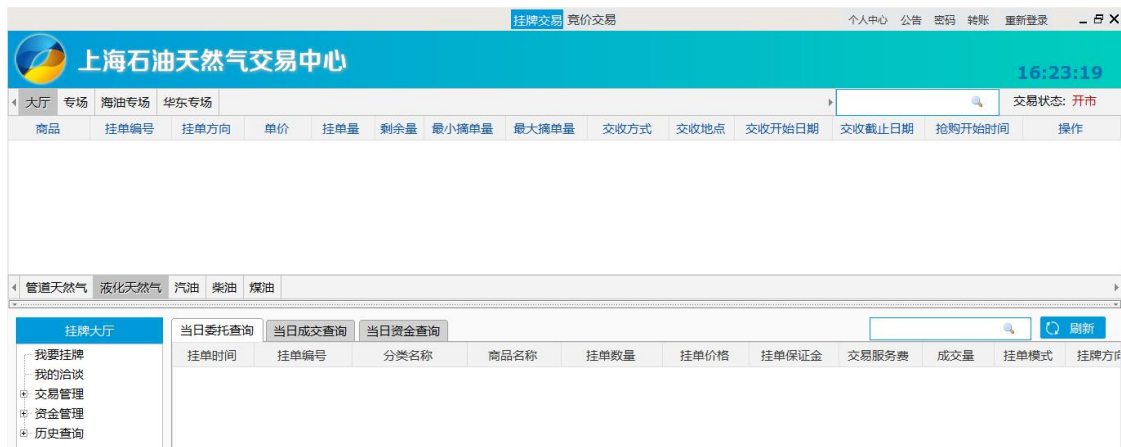 挂牌交易 竞价交易 个人中心 公告 密码 转账 重新登录
上海石油天然气交易中心
16:23:19
大厅 专场 海油专场 华东专场 交易状态: 开市
商品 挂单编号 挂单方向 单价 挂单量 剩余量 最小摘单量 最大摘单量 交收方式 交收地点 交收开始日期 交收截止日期 抢购开始时间 操作
管道天然气 液化天然气 汽油 柴油 煤油
挂牌大厅 当日委托查询 当日成交查询 当日资金查询 刷新
我要挂牌 挂单时间 挂单编号 分类名称 商品名称 挂单数量 挂单价格 挂单保证金 交易服务费 成交量 挂单模式 挂牌方向
我的洽谈
交易管理
资金管理
历史查询